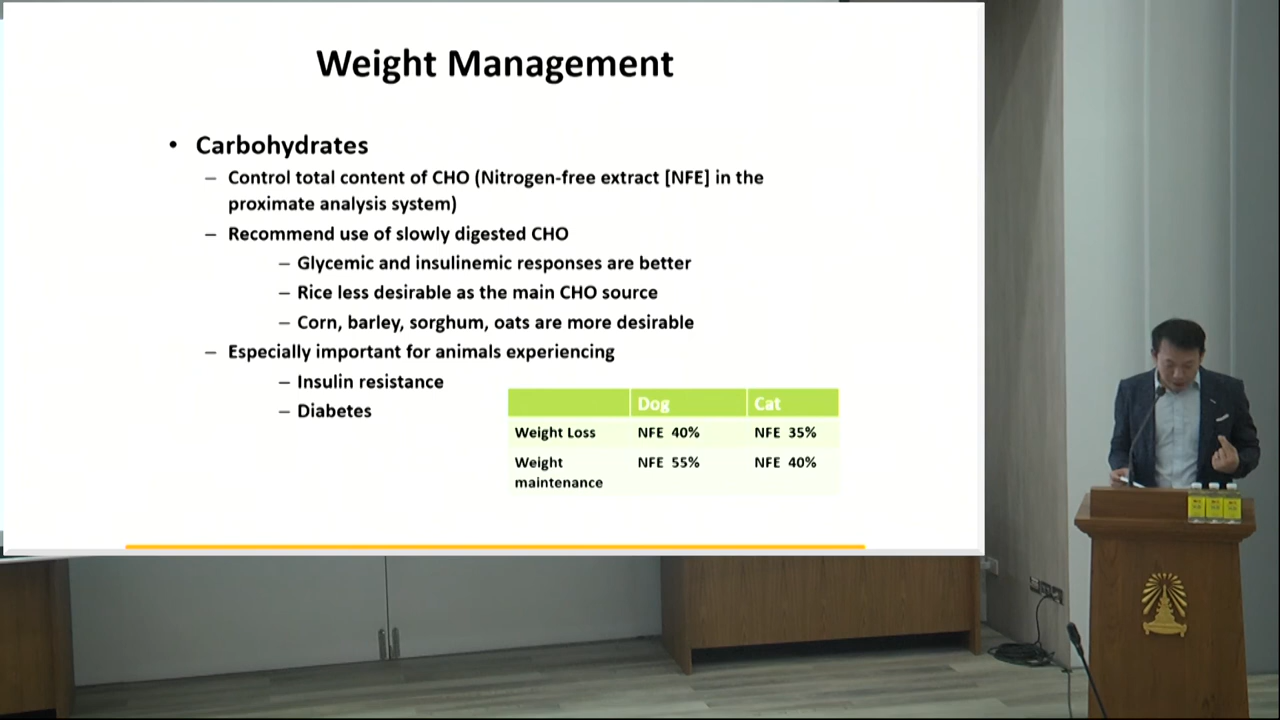 Weight Management
• Carbohydrates
– Control total content of CHO (Nitrogen-free extract [NFE] in the
proximate analysis system)
– Recommend use of slowly digested CHO
– Glycemic and insulinemic responses are better
– Rice less desirable as the main CHO source
– Corn, barley, sorghum, oats are more desirable
– Especially important for animals experiencing
– Insulin resistance
– Diabetes
Dog Cat
Weight Loss NFE 40% NFE 35%
Weight NFE 55% NFE 40%
maintenance